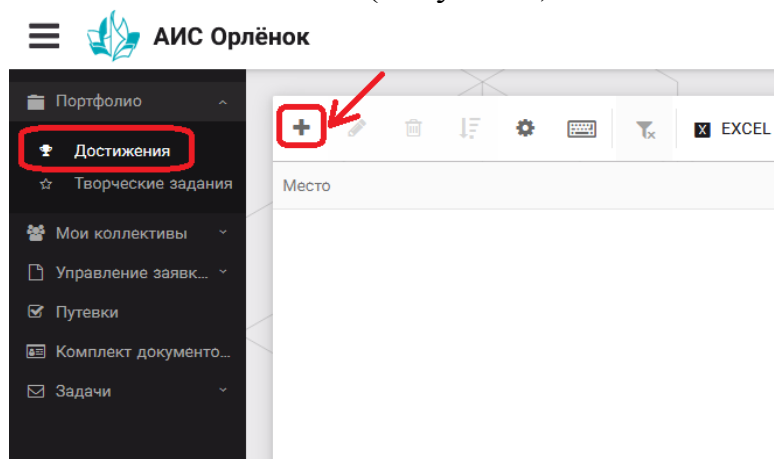 АИС Орлёнок
Портфолио
Достижения
Творческие задания
Мои коллективы
Управление заявк...
Путевки
Комплект документо...
Задачи
EXCEL
Место